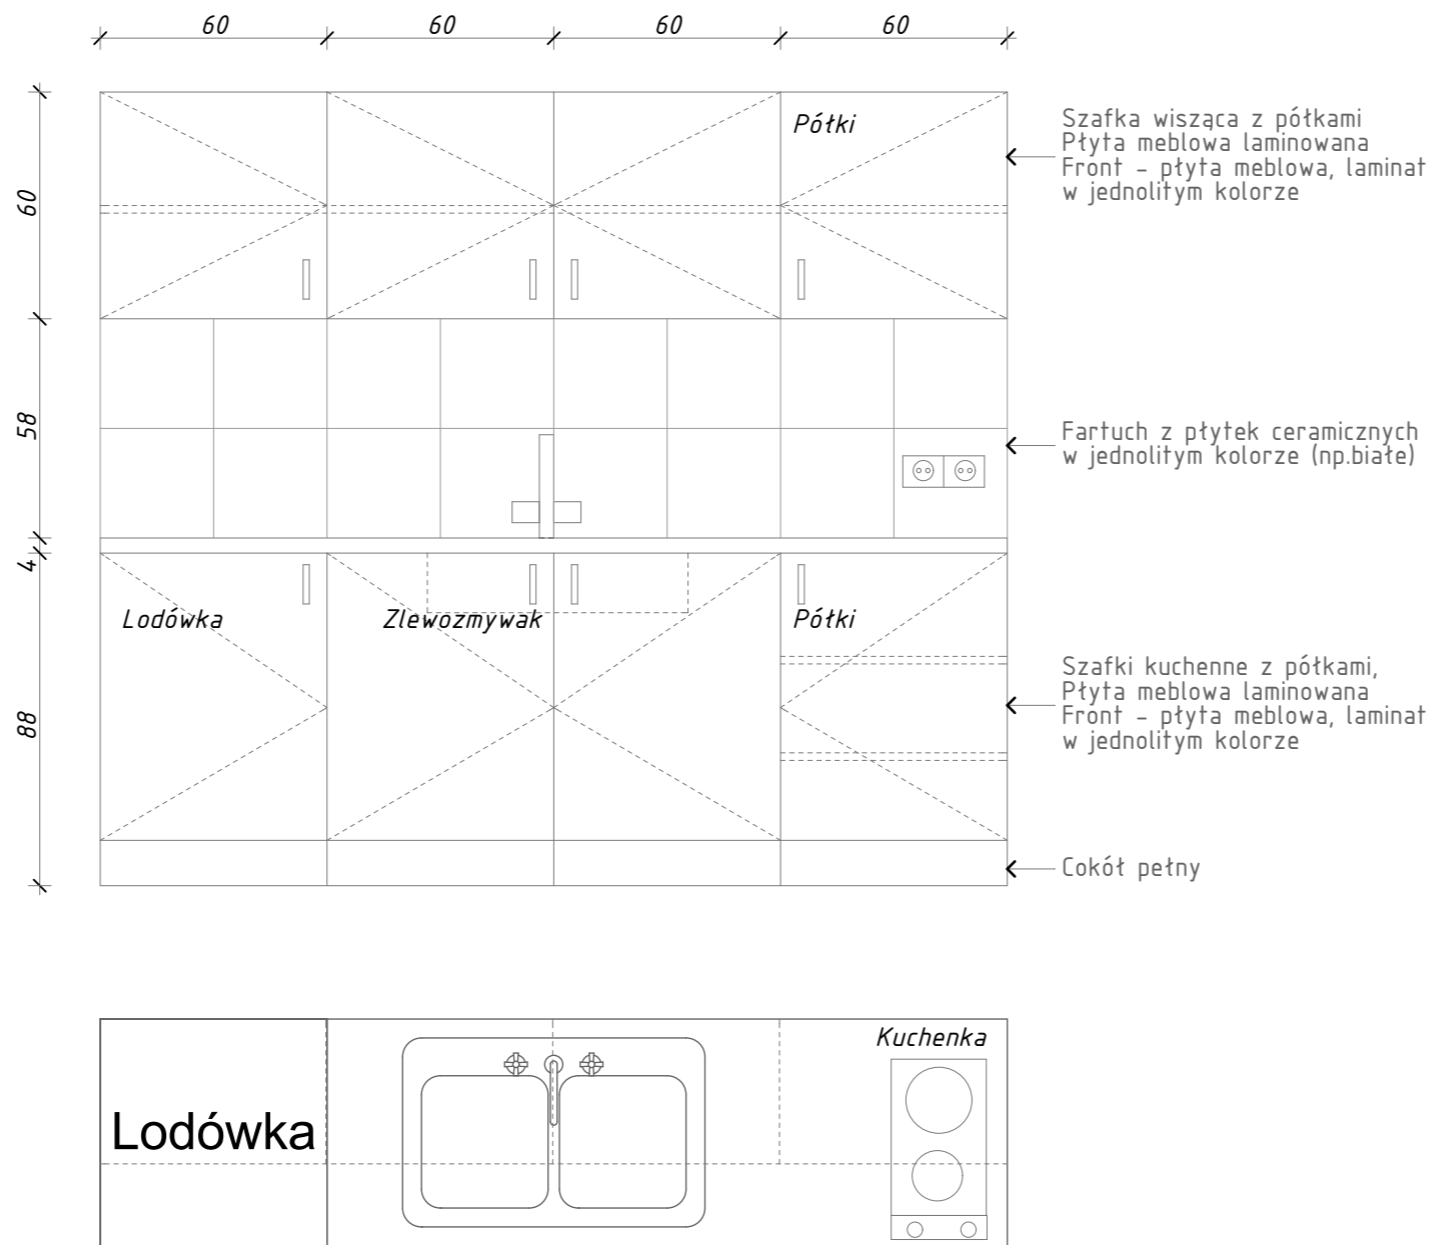 60 60 60 60
60
58
4
88
Półki
Szafka wisząca z półkami
Płyta meblowa laminowana
Front - płyta meblowa, laminat
w jednolitym kolorze
Fartuch z płytek ceramicznych
w jednolitym kolorze (np.białe)
Lodówka Zlewozmywak Półki
Szafki kuchenne z półkami,
Płyta meblowa laminowana
Front - płyta meblowa, laminat
w jednolitym kolorze
Cokół pełny
Kuchenka
Lodówka